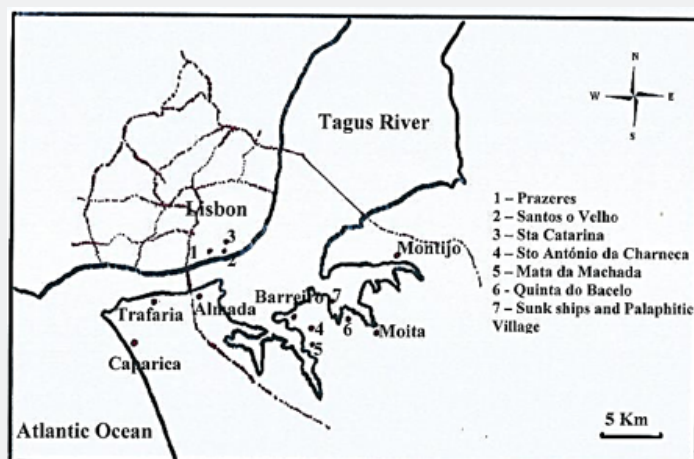 N
W E
S
Tagus River
1 – Prazeres
2 – Santos o Velho
3 – Sta Catarina
4 – Sto António da Charneca
5 – Mata da Machada
6 - Quinta do Bacelo
7 – Sunk ships and Palaphitic
Village
Lisbon
3
1
2
Montijo
Barreiro
7
Trafaria
Almada
4
6
Moita
5
Caparica
Atlantic Ocean
5 Km